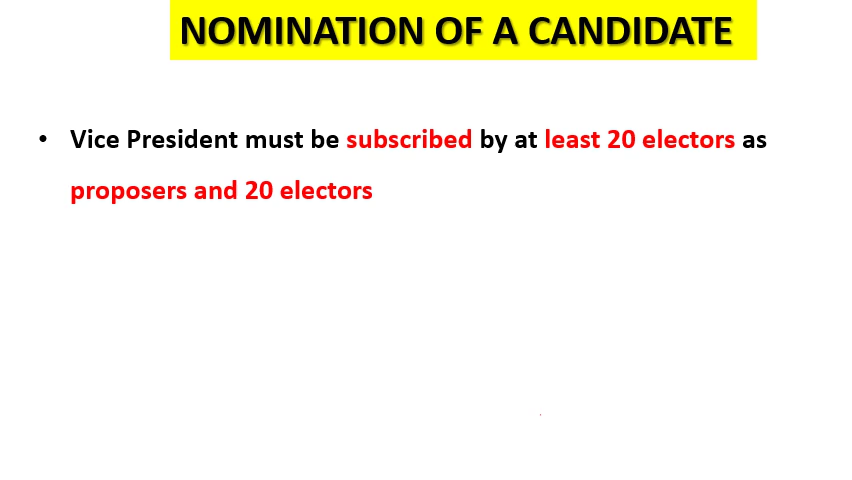 NOMINATION OF A CANDIDATE
• Vice President must be subscribed by at least 20 electors as
proposers and 20 electors